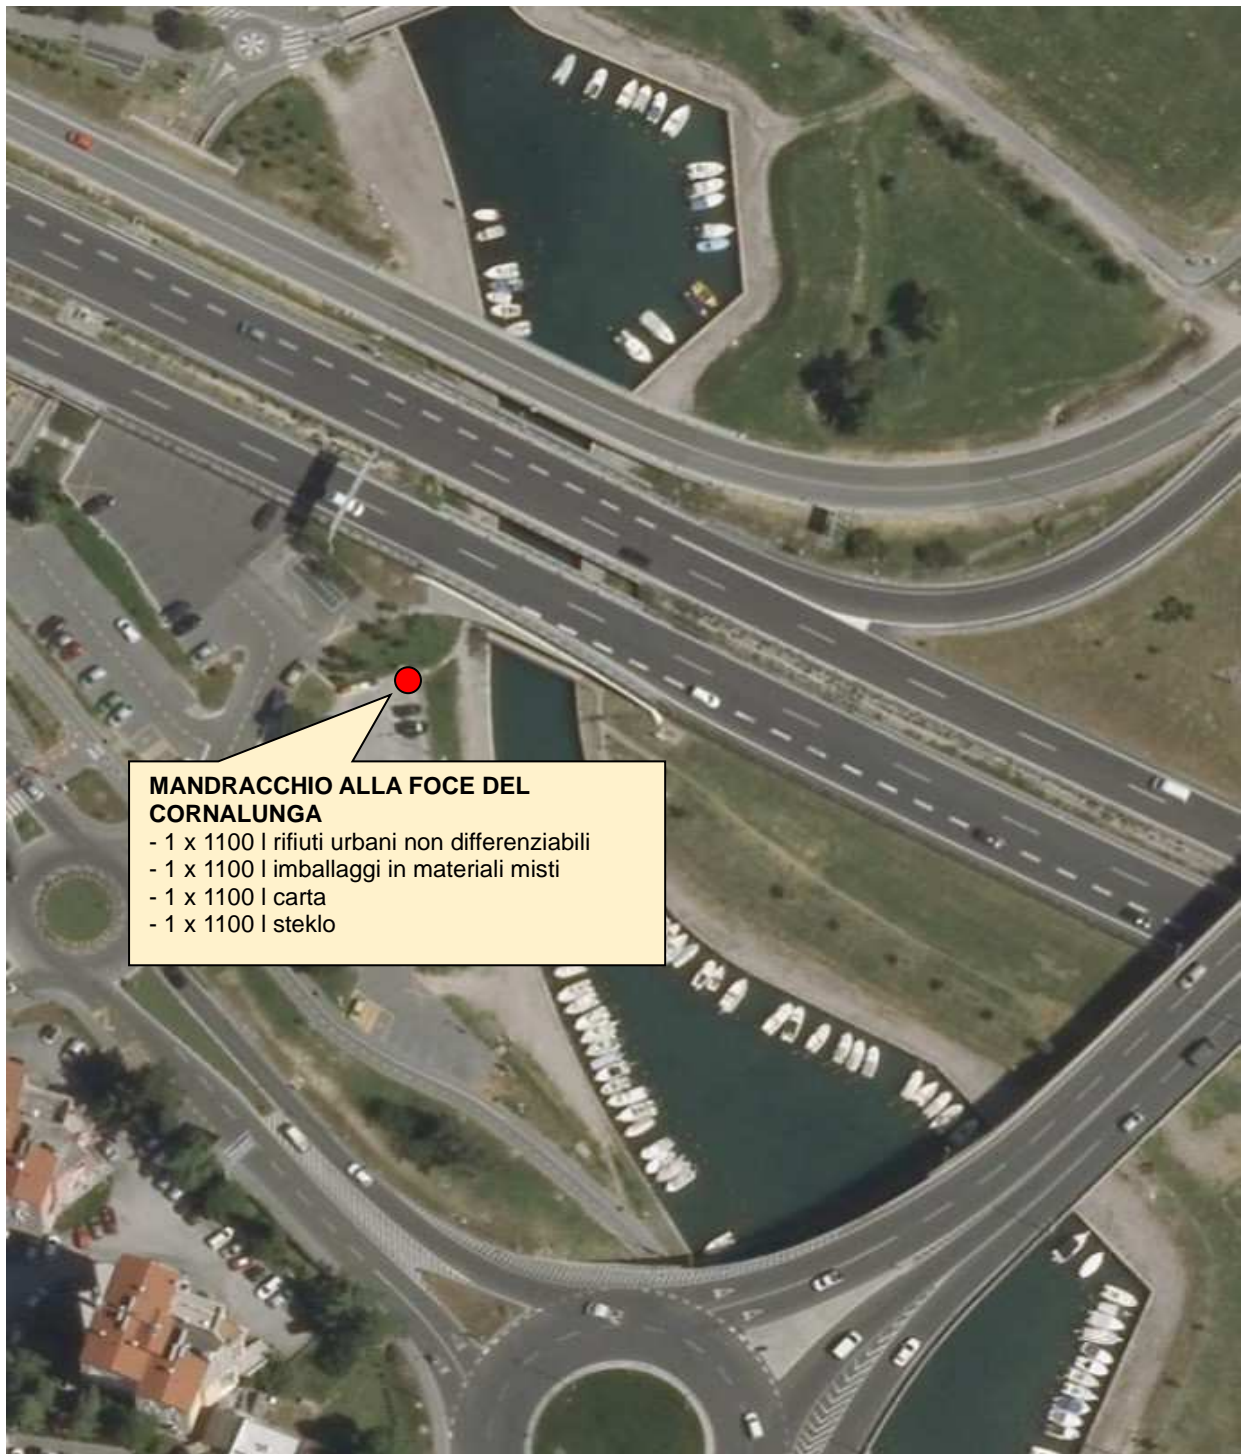 MANDRACCHIO ALLA FOCE DEL
CORNALUNGA
- 1 x 1100 l rifiuti urbani non differenziabili
- 1 x 1100 l imballaggi in materiali misti
- 1 x 1100 l carta
- 1 x 1100 l steklo